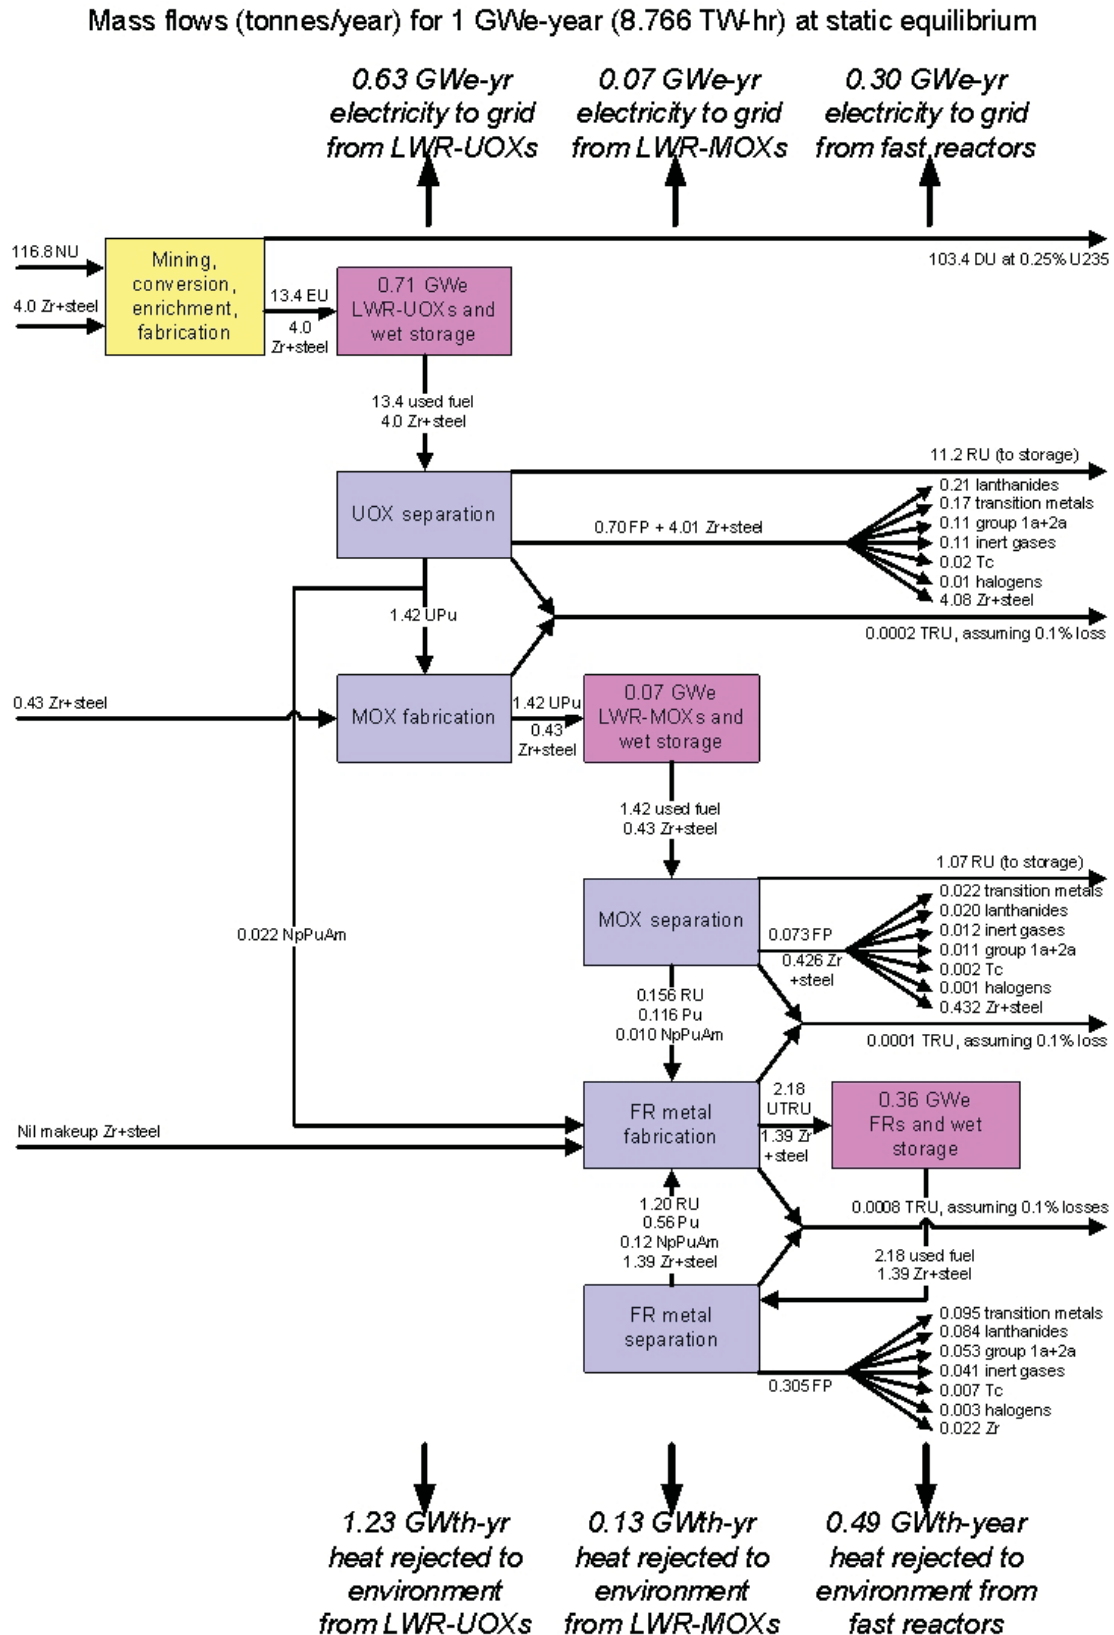 Mass flows (tonnes/year) for 1 GWe-year (8.766 TW-hr) at static equilibrium
0.63 GWe-yr
electricity to grid
from LWR-UOXs
0.07 GWe-yr
electricity to grid
from LWR-MOXs
0.30 GWe-yr
electricity to grid
from fast reactors
116.8 NU
4.0 Zr+steel
Mining,
conversion,
enrichment,
fabrication
103.4 DU at 0.25% U235
13.4 EU
4.0
Zr+steel
0.71 GWe
LWR-UOXs and
wet storage
13.4 used fuel
4.0 Zr+steel
UOX separation
11.2 RU (to storage)
0.70 FP + 4.01 Zr+steel
0.21 lanthanides
0.17 transition metals
0.11 group 1a+2a
0.11 inert gases
0.02 Tc
0.01 halogens
4.08 Zr+steel
1.42 UPu
0.0002 TRU, assuming 0.1% loss
0.43 Zr+steel
MOX fabrication
1.42 UPu
0.43
Zr+steel
0.07 GWe
LWR-MOXs and
wet storage
1.42 used fuel
0.43 Zr+steel
MOX separation
1.07 RU (to storage)
0.073 FP
0.426 Zr
+steel
0.022 transition metals
0.020 lanthanides
0.012 inert gases
0.011 group 1a+2a
0.002 Tc
0.001 halogens
0.432 Zr+steel
0.022 NpPuAm
0.156 RU
0.116 Pu
0.010 NpPuAm
0.0001 TRU, assuming 0.1% loss
Nil makeup Zr+steel
FR metal
fabrication
2.18
UTRU
1.39 Zr
+steel
0.36 GWe
FRs and wet
storage
1.20 RU
0.56 Pu
0.12 NpPuAm
1.39 Zr+steel
0.0008 TRU, assuming 0.1% losses
2.18 used fuel
1.39 Zr+steel
FR metal
separation
0.305 FP
0.095 transition metals
0.084 lanthanides
0.053 group 1a+2a
0.041 inert gases
0.007 Tc
0.003 halogens
0.022 Zr
1.23 GWth-yr
heat rejected to
environment
from LWR-UOXs
0.13 GWth-yr
heat rejected to
environment
from LWR-MOXs
0.49 GWth-year
heat rejected to
environment from
fast reactors